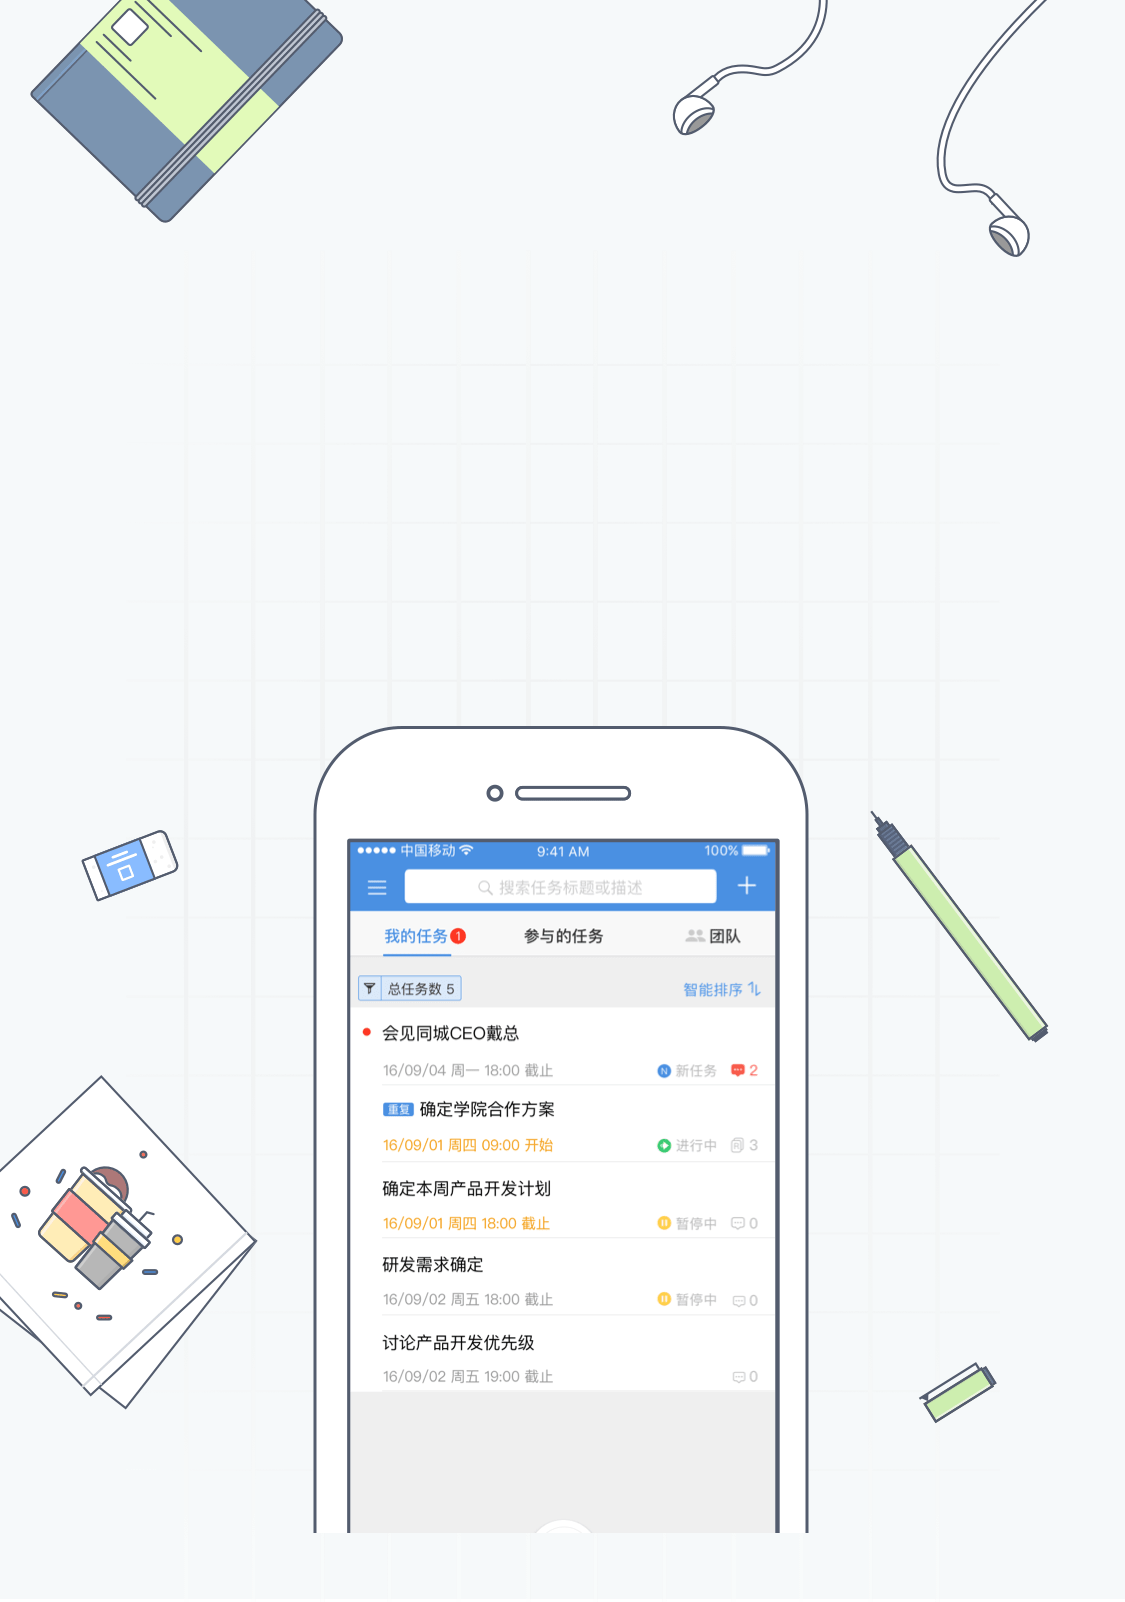 中国移动 9:41 AM 100%
搜索任务标题或描述
我的任务 1 参与的任务 团队
总任务数 5 智能排序
会见同城CEO戴总
16/09/04 周一 18:00 截止 N 新任务 2
重复 确定学院合作方案
16/09/01 周四 09:00 开始 进行中 3
确定本周产品开发计划
16/09/01 周四 18:00 截止 暂停中 0
研发需求确定
16/09/02 周五 18:00 截止 暂停中 0
讨论产品开发优先级
16/09/02 周五 19:00 截止 0